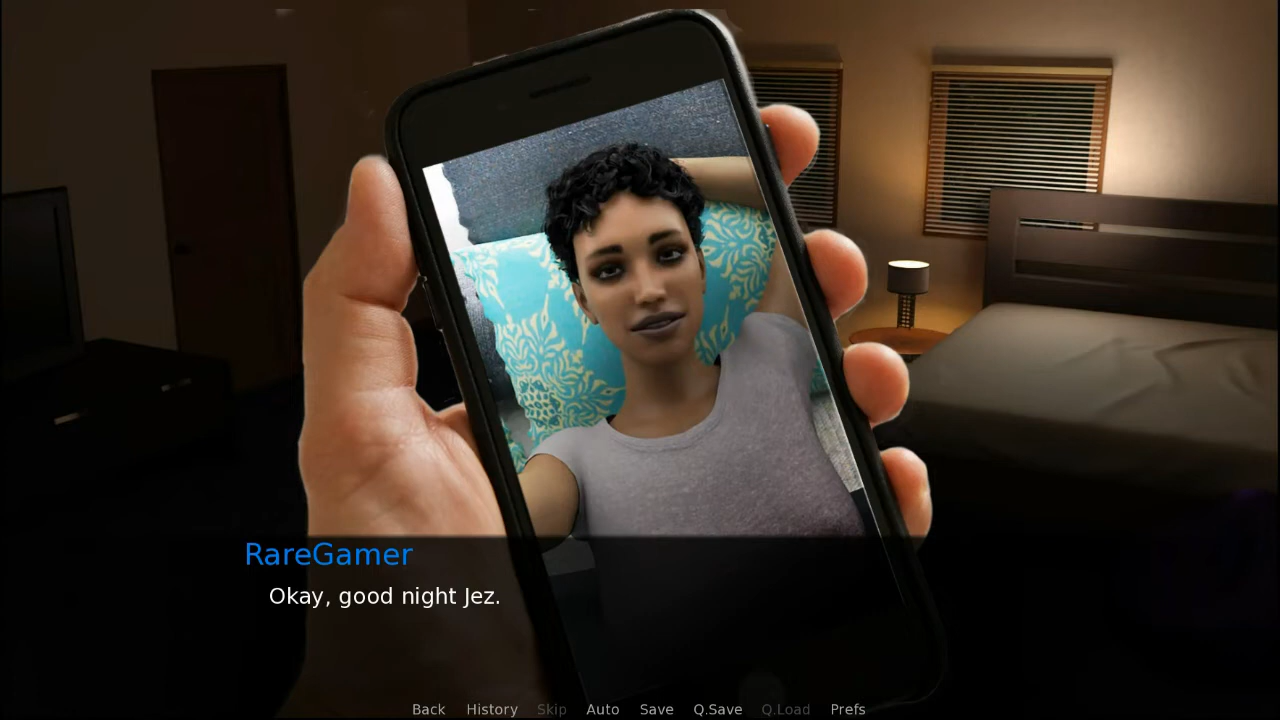 RareGamer
Okay, good night Jez.
Back History Skip Auto Save Q.Save Q.Load Prefs